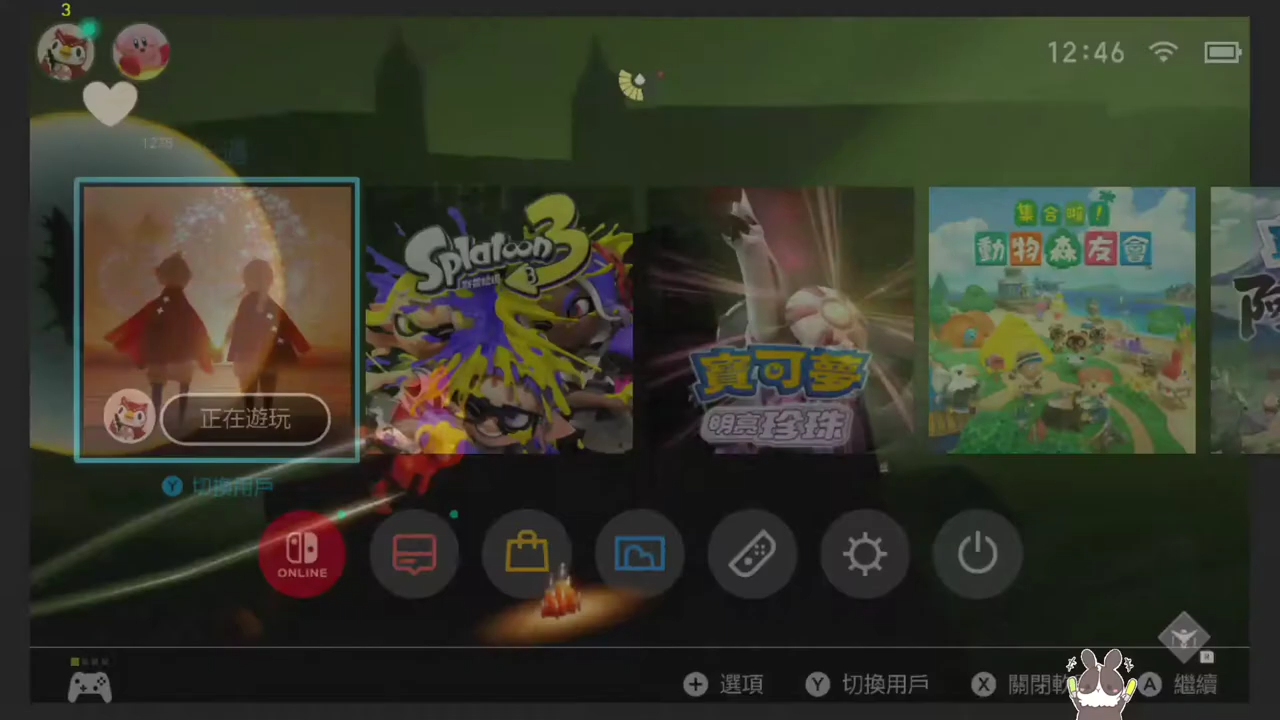 3
12:46
Splatoon 3
集合啦!
動物森友會
寶可夢
明亮珍珠
阿
正在遊玩
Y 切換用戶
ONLINE
R
+ 選項
Y 切換用戶
X 關閉軟
A 繼續